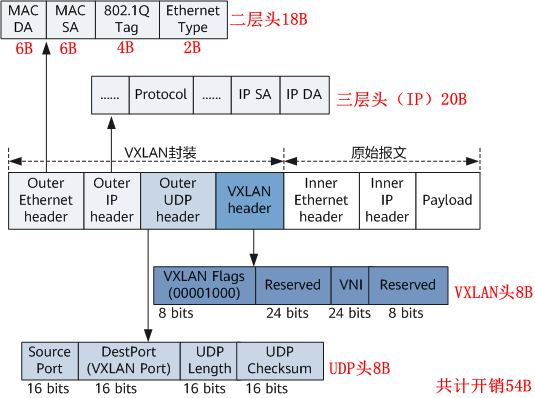 MAC DA
MAC SA
802.1Q Tag
Ethernet Type
二层头18B
6B
6B
4B
2B
......
Protocol
......
IP SA
IP DA
三层头（IP）20B
VXLAN封装
原始报文
Outer Ethernet header
Outer IP header
Outer UDP header
VXLAN header
Inner Ethernet header
Inner IP header
Payload
VXLAN Flags (00001000)
Reserved
VNI
Reserved
VXLAN头8B
8 bits
24 bits
24 bits
8 bits
Source Port
DestPort (VXLAN Port)
UDP Length
UDP Checksum
UDP头8B
16 bits
16 bits
16 bits
16 bits
共计开销54B